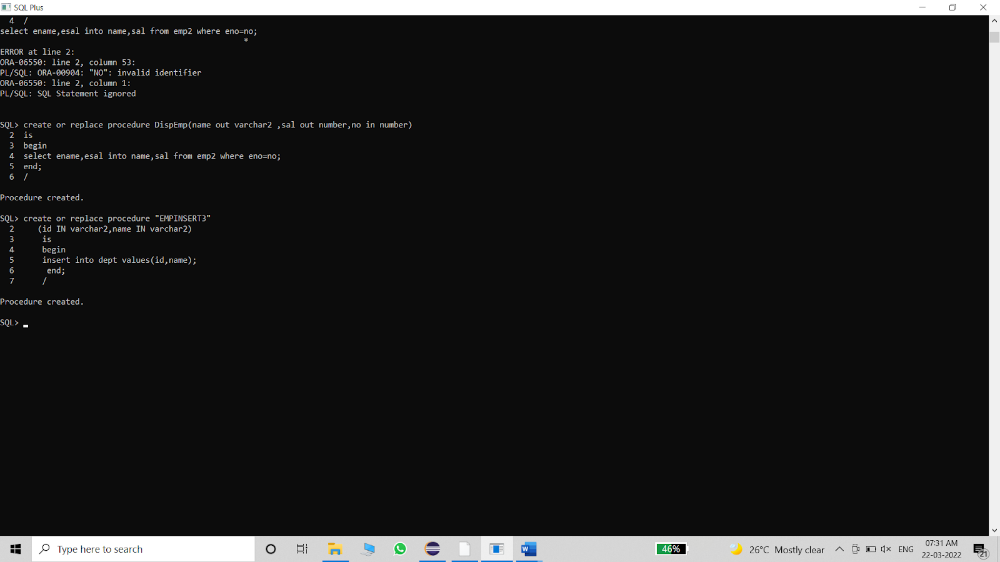 SQL Plus
4 /
select ename,esal into name,sal from emp2 where eno=no;
*
ERROR at line 2:
ORA-06550: line 2, column 53:
PL/SQL: ORA-00904: "NO": invalid identifier
ORA-06550: line 2, column 1:
PL/SQL: SQL Statement ignored
SQL> create or replace procedure DispEmp(name out varchar2 ,sal out number,no in number)
2 is
3 begin
4 select ename,esal into name,sal from emp2 where eno=no;
5 end;
6 /
Procedure created.
SQL> create or replace procedure "EMPINSERT3"
2 (id IN varchar2,name IN varchar2)
3 is
4 begin
5 insert into dept values(id,name);
6 end;
7 /
Procedure created.
SQL>
Type here to search
W
46%
26°C Mostly clear
ENG
07:31 AM
22-03-2022
21